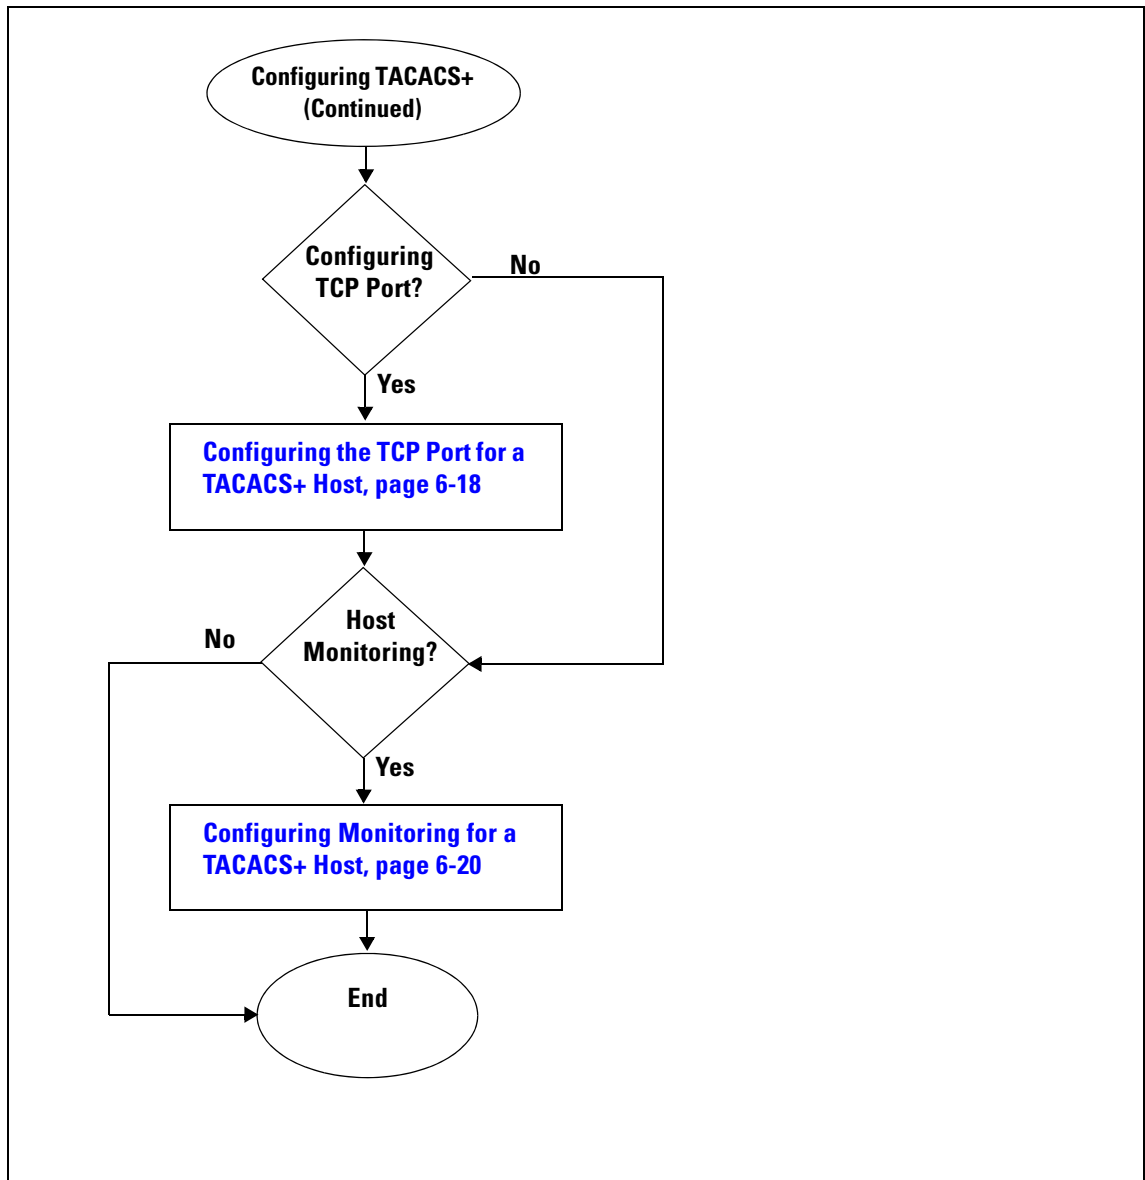 Configuring TACACS+
(Continued)
Configuring
TCP Port?
No
Yes
Configuring the TCP Port for a
TACACS+ Host, page 6-18
Host
Monitoring?
No
Yes
Configuring Monitoring for a
TACACS+ Host, page 6-20
End